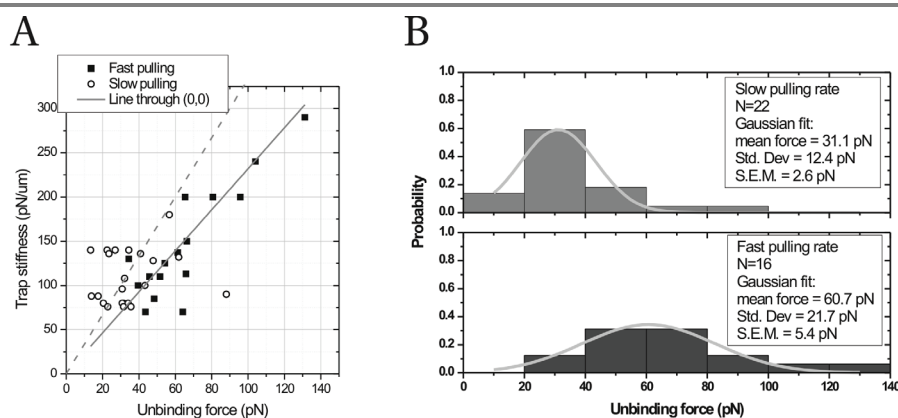 A
Fast pulling
Slow pulling
Line through (0,0)
300
250
200
150
100
50
0
0 20 40 60 80 100 120 140
Trap stiffness (pN/um)
Unbinding force (pN)
B
1.0
0.8
0.6
0.4
0.2
0.0
Slow pulling rate
N=22
Gaussian fit:
mean force = 31.1 pN
Std. Dev = 12.4 pN
S.E.M. = 2.6 pN
Probability
1.0
0.8
0.6
0.4
0.2
0.0
Fast pulling rate
N=16
Gaussian fit:
mean force = 60.7 pN
Std. Dev = 21.7 pN
S.E.M. = 5.4 pN
0 20 40 60 80 100 120 140
Unbinding force (pN)